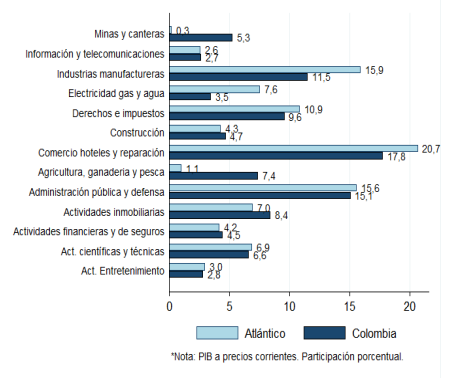 Minas y canteras 0,3 5,3
Información y telecomunicaciones 2,6 2,7
Industrias manufactureras 15,9 11,5
Electricidad gas y agua 7,6 3,5
Derechos e impuestos 10,9 9,6
Construcción 4,3 4,7
Comercio hoteles y reparación 20,7 17,8
Agricultura, ganaderia y pesca 1,1 7,4
Administración pública y defensa 15,6 15,1
Actividades inmobiliarias 7,0 8,4
Actividades financieras y de seguros 4,2 4,5
Act. científicas y técnicas 6,9 6,6
Act. Entretenimiento 3,0 2,8
0 5 10 15 20
Atlántico Colombia
*Nota: PIB a precios corrientes. Participación porcentual.